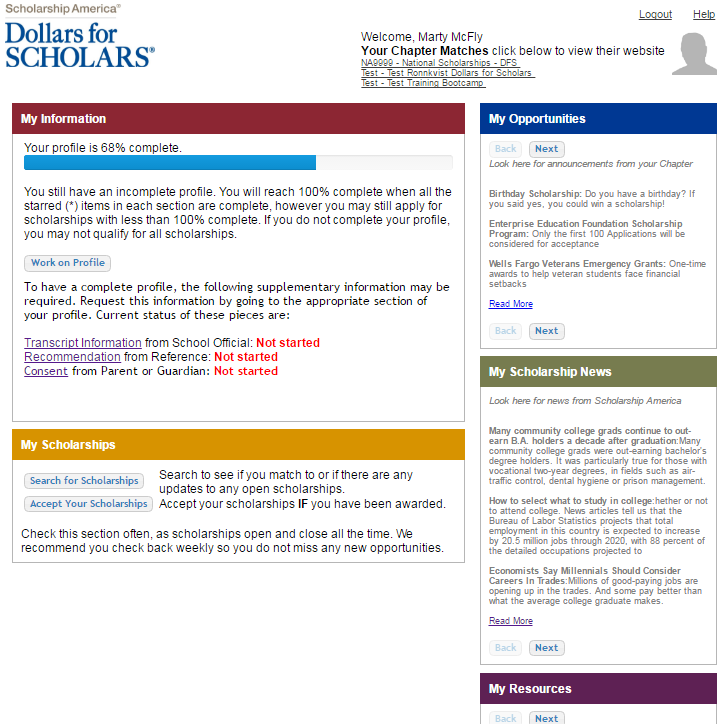 Scholarship America®
Dollars for
SCHOLARS®
Logout Help
Welcome, Marty McFly
Your Chapter Matches click below to view their website
NA9999 - National Scholarships - DFS
Test - Test Ronnkvist Dollars for Scholars
Test - Test Training Bootcamp
My Information
Your profile is 68% complete.
You still have an incomplete profile. You will reach 100% complete when all the
starred (*) items in each section are complete, however you may still apply for
scholarships with less than 100% complete. If you do not complete your profile,
you may not qualify for all scholarships.
Work on Profile
To have a complete profile, the following supplementary information may be
required. Request this information by going to the appropriate section of
your profile. Current status of these pieces are:
Transcript Information from School Official: Not started
Recommendation from Reference: Not started
Consent from Parent or Guardian: Not started
My Scholarships
Search for Scholarships
Search to see if you match to or if there are any
updates to any open scholarships.
Accept Your Scholarships
Accept your scholarships IF you have been awarded.
Check this section often, as scholarships open and close all the time. We
recommend you check back weekly so you do not miss any new opportunities.
My Opportunities
Back Next
Look here for announcements from your Chapter
Birthday Scholarship: Do you have a birthday? If
you said yes, you could win a scholarship!
Enterprise Education Foundation Scholarship
Program: Only the first 100 Applications will be
considered for acceptance
Wells Fargo Veterans Emergency Grants: One-time
awards to help veteran students face financial
setbacks
Read More
Back Next
My Scholarship News
Look here for news from Scholarship America
Many community college grads continue to out-
earn B.A. holders a decade after graduation:Many
community college grads were out-earning bachelor's
degree holders. It was particularly true for those with
vocational two-year degrees, in fields such as air-
traffic control, dental hygiene or prison management.
How to select what to study in college:hether or not
to attend college. News articles tell us that the
Bureau of Labor Statistics projects that total
employment in this country is expected to increase
by 20.5 million jobs through 2020, with 88 percent of
the detailed occupations projected to
Economists Say Millennials Should Consider
Careers In Trades:Millions of good-paying jobs are
opening up in the trades. And some pay better than
what the average college graduate makes.
Read More
Back Next
My Resources
Back Next